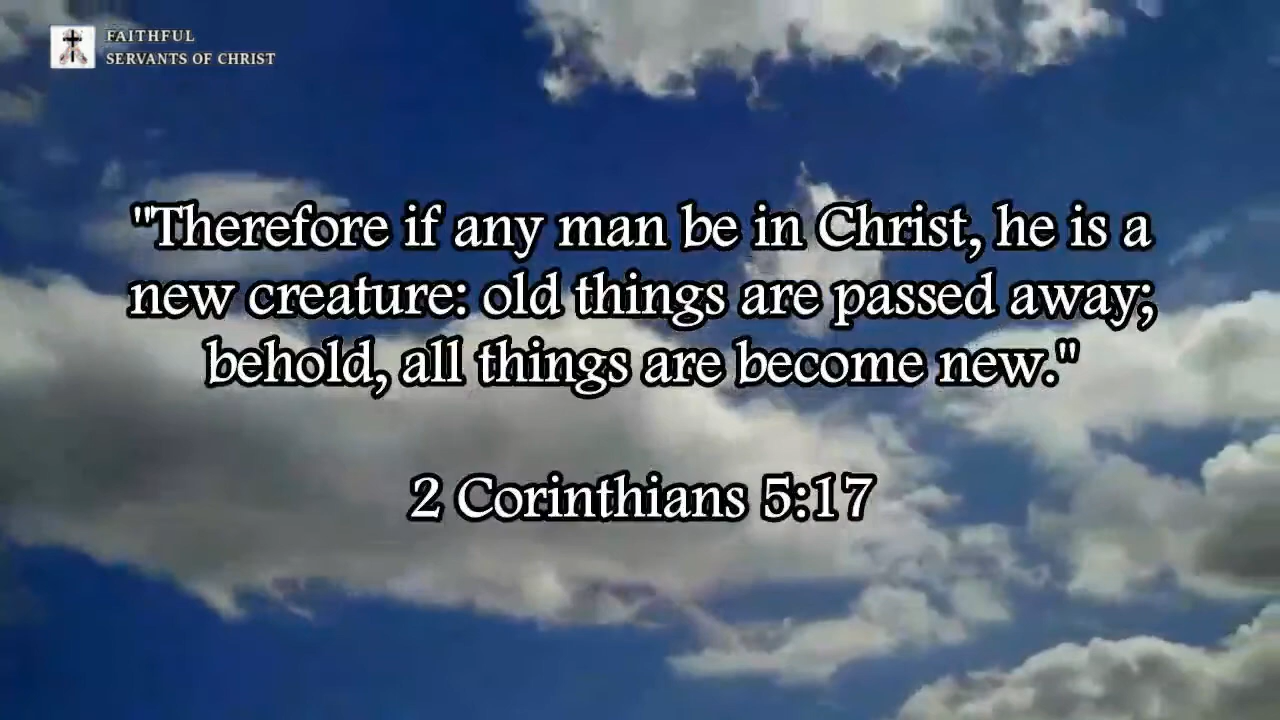 FAITHFUL
SERVANTS OF CHRIST
"Therefore if any man be in Christ, he is a
new creature: old things are passed away;
behold, all things are become new."
2 Corinthians 5:17